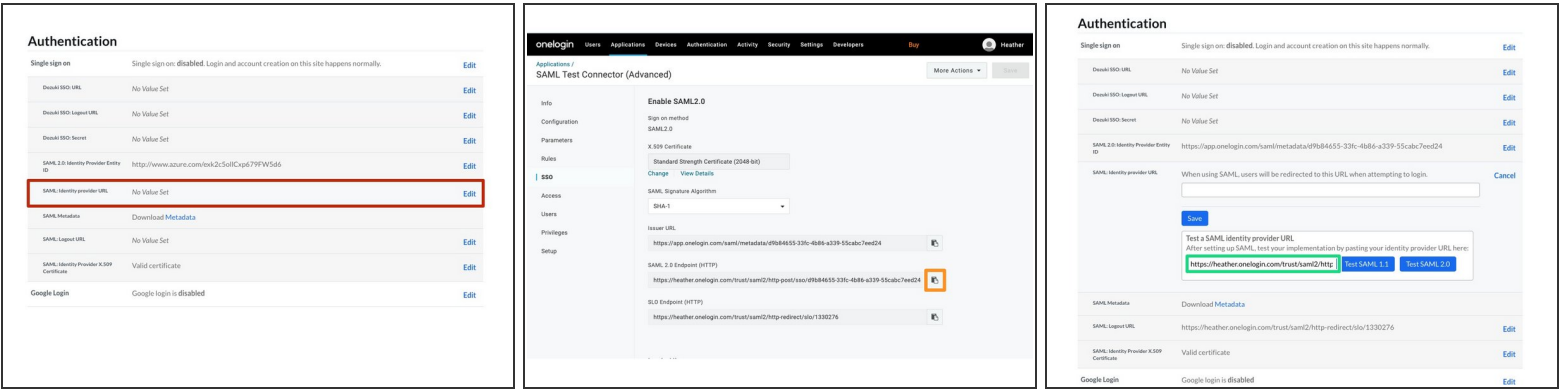 Authentication
Single sign on Single sign on: disabled. Login and account creation on this site happens normally. Edit
Dozuki SSO: URL No Value Set Edit
Dozuki SSO: Logout URL No Value Set Edit
Dozuki SSO: Secret No Value Set Edit
SAML 2.0: Identity Provider Entity ID http://www.azure.com/exk2c5oilCxp679FW5d6 Edit
SAML: Identity provider URL No Value Set Edit
SAML Metadata Download Metadata
SAML: Logout URL No Value Set Edit
SAML: Identity Provider X.509 Certificate Valid certificate Edit
Google Login Google login is disabled Edit
onelogin Users Applications Devices Authentication Activity Security Settings Developers Buy Heather
Applications /
SAML Test Connector (Advanced) More Actions Save
Info
Configuration
Parameters
Rules
SSO
Access
Users
Privileges
Setup
Enable SAML2.0
Sign on method
SAML2.0
X.509 Certificate
Standard Strength Certificate (2048-bit)
Change View Details
SAML Signature Algorithm
SHA-1
Issuer URL
https://app.onelogin.com/saml/metadata/d9b84655-33fc-4b86-a339-55cabc7eed24
SAML 2.0 Endpoint (HTTP)
https://heather.onelogin.com/trust/saml2/http-post/sso/d9b84655-33fc-4b86-a339-55cabc7eed24
SLO Endpoint (HTTP)
https://heather.onelogin.com/trust/saml2/http-redirect/slo/1330276
Authentication
Single sign on Single sign on: disabled. Login and account creation on this site happens normally. Edit
Dozuki SSO: URL No Value Set Edit
Dozuki SSO: Logout URL No Value Set Edit
Dozuki SSO: Secret No Value Set Edit
SAML 2.0: Identity Provider Entity ID https://app.onelogin.com/saml/metadata/d9b84655-33fc-4b86-a339-55cabc7eed24 Edit
SAML: Identity provider URL When using SAML, users will be redirected to this URL when attempting to login. Cancel
Save
Test a SAML identity provider URL
After setting up SAML, test your implementation by pasting your identity provider URL here:
https://heather.onelogin.com/trust/saml2/http Test SAML 1.1 Test SAML 2.0
SAML Metadata Download Metadata
SAML: Logout URL https://heather.onelogin.com/trust/saml2/http-redirect/slo/1330276 Edit
SAML: Identity Provider X.509 Certificate Valid certificate Edit
Google Login Google login is disabled Edit